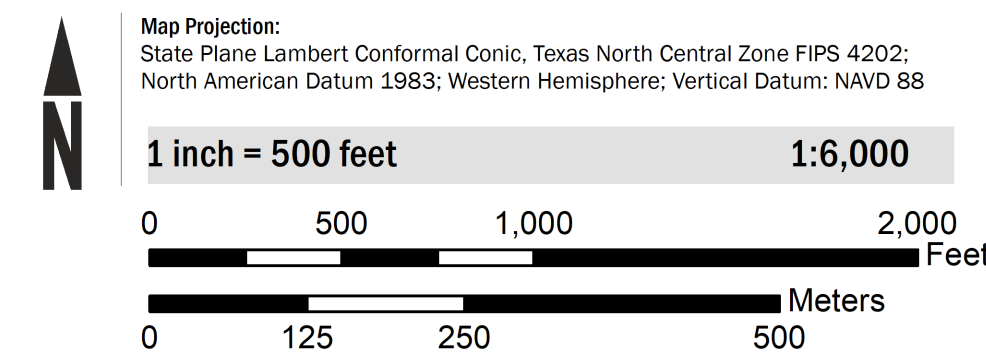 N
Map Projection:
State Plane Lambert Conformal Conic, Texas North Central Zone FIPS 4202;
North American Datum 1983; Western Hemisphere; Vertical Datum: NAVD 88
1 inch = 500 feet 1:6,000
0 500 1,000 2,000
Feet
Meters
0 125 250 500